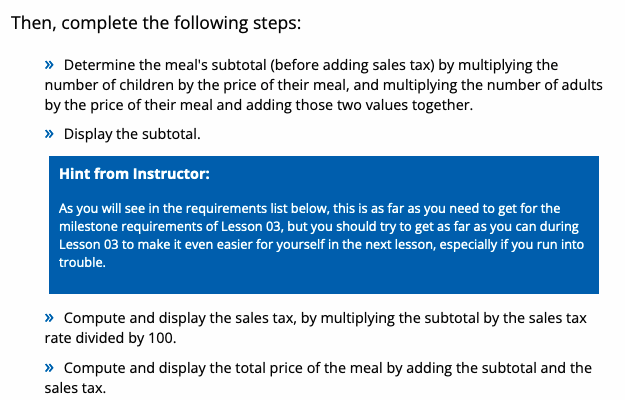 Then, complete the following steps:
» Determine the meal's subtotal (before adding sales tax) by multiplying the
number of children by the price of their meal, and multiplying the number of adults
by the price of their meal and adding those two values together.
» Display the subtotal.
Hint from Instructor:
As you will see in the requirements list below, this is as far as you need to get for the
milestone requirements of Lesson 03, but you should try to get as far as you can during
Lesson 03 to make it even easier for yourself in the next lesson, especially if you run into
trouble.
» Compute and display the sales tax, by multiplying the subtotal by the sales tax
rate divided by 100.
» Compute and display the total price of the meal by adding the subtotal and the
sales tax.